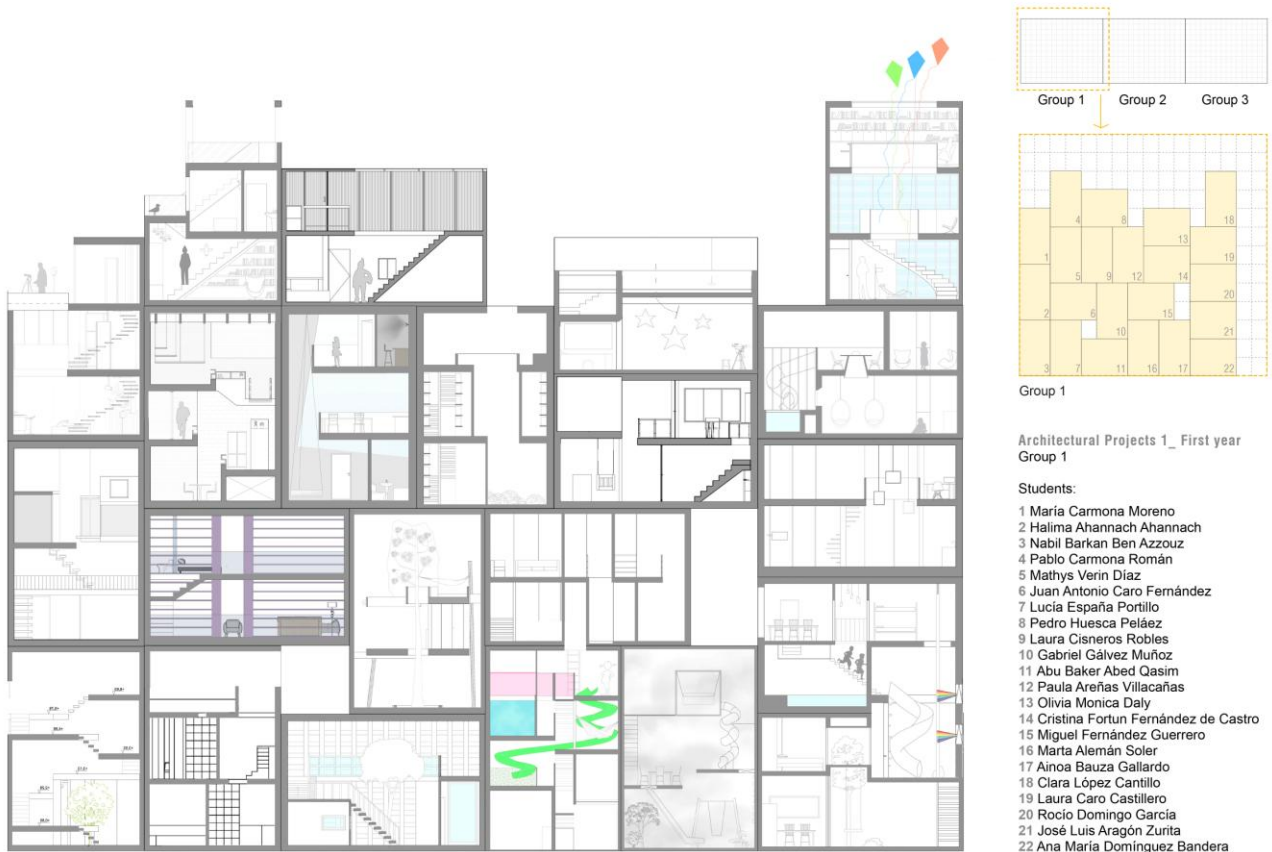 Group 1
Group 2
Group 3
4
8
18
1
13
5
9
12
14
19
20
2
6
15
10
21
3
7
11
16
17
22
Group 1
Architectural Projects 1_ First year
Group 1
Students:
1 María Carmona Moreno
2 Halima Ahannach Ahannach
3 Nabil Barkan Ben Azzouz
4 Pablo Carmona Román
5 Mathys Verin Díaz
6 Juan Antonio Caro Fernández
7 Lucía España Portillo
8 Pedro Huesca Peláez
9 Laura Cisneros Robles
10 Gabriel Gálvez Muñoz
11 Abu Baker Abed Qasim
12 Paula Areñas Villacañas
13 Olivia Monica Daly
14 Cristina Fortun Fernández de Castro
15 Miguel Fernández Guerrero
16 Marta Alemán Soler
17 Ainoa Bauza Gallardo
18 Clara López Cantillo
19 Laura Caro Castillero
20 Rocío Domingo García
21 José Luis Aragón Zurita
22 Ana María Domínguez Bandera